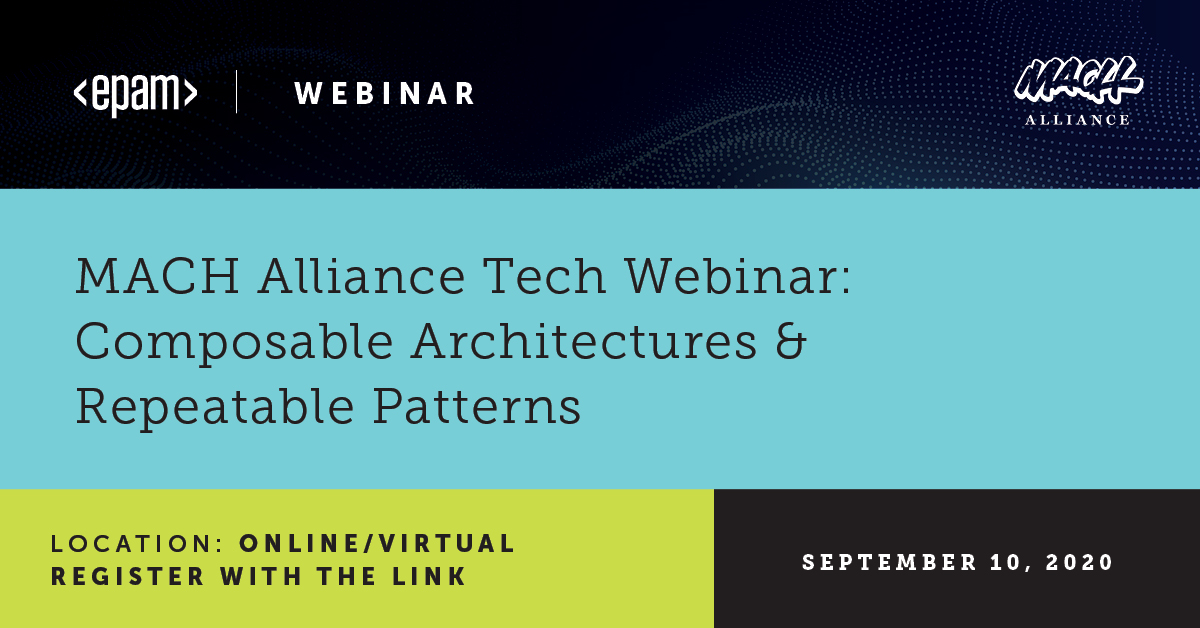 <epam>
WEBINAR
MACH
ALLIANCE
MACH Alliance Tech Webinar:
Composable Architectures &
Repeatable Patterns
LOCATION: ONLINE/VIRTUAL
REGISTER WITH THE LINK
SEPTEMBER 10, 2020